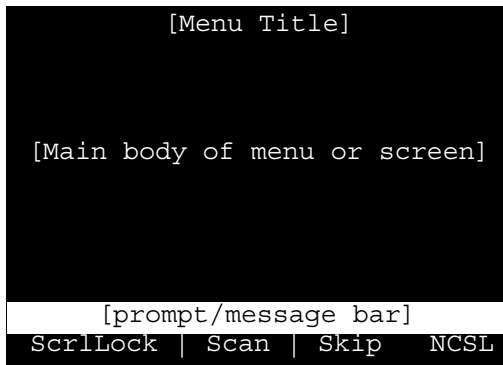 [Menu Title]
[Main body of menu or screen]
[prompt/message bar]
ScrlLock | Scan | Skip NCSL